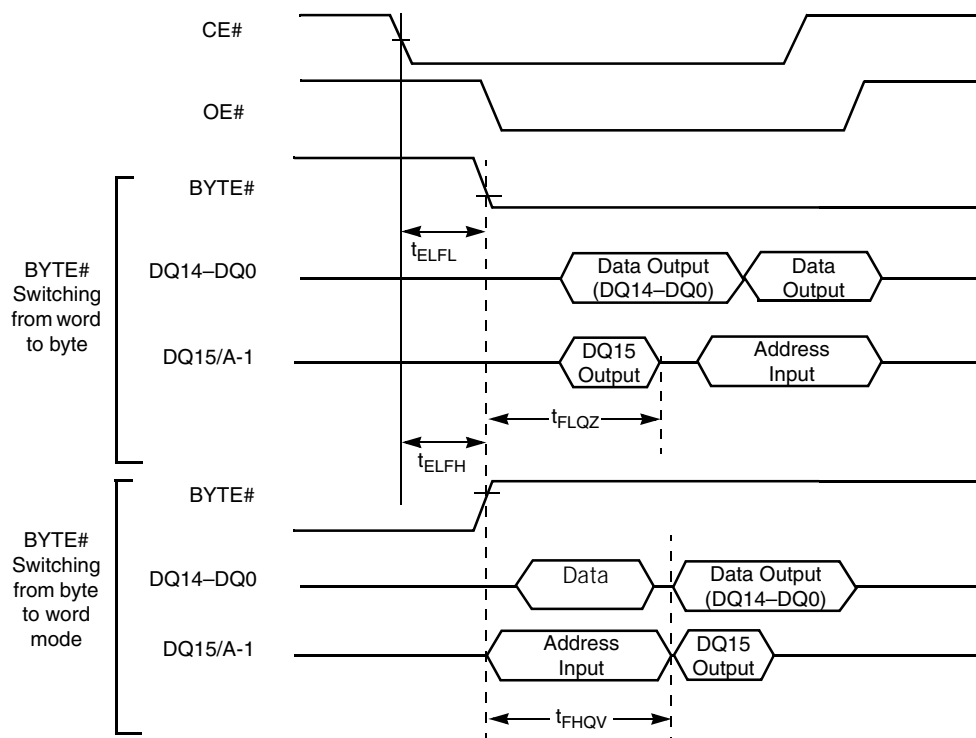 CE#
OE#
BYTE#
tELFL
BYTE#
Switching
from word
to byte
DQ14–DQ0
Data Output
(DQ14–DQ0)
Data
Output
DQ15/A-1
DQ15
Output
Address
Input
tFLQZ
tELFH
BYTE#
BYTE#
Switching
from byte
to word
mode
DQ14–DQ0
Data
Data Output
(DQ14–DQ0)
DQ15/A-1
Address
Input
DQ15
Output
tFHQV